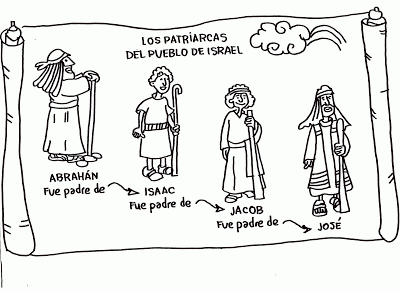 LOS PATRIARCAS
DEL PUEBLO DE ISRAEL
ABRAHÁN
Fue padre de
ISAAC
Fue padre de
JACOB
Fue padre de
JOSÉ